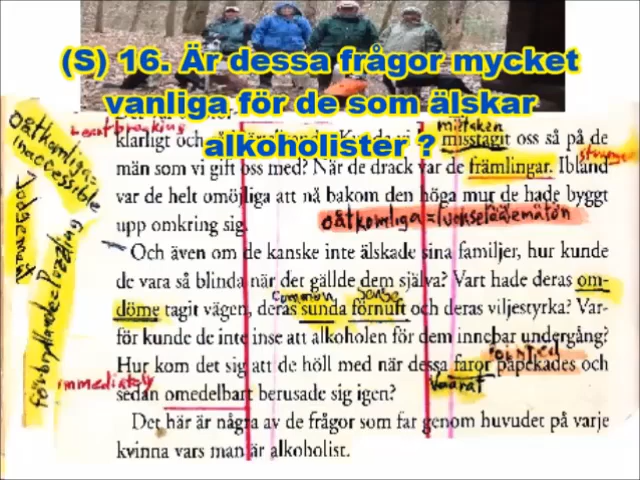 (S) 16. Är dessa frågor mycket
vanliga för de som älskar
alkoholister ?
heartbreaking
mistaken
klarligt och
misstagit oss så på de
oåtkomliga=
inaccessible
stranger
män som vi gift oss med? När de drack var de främlingar. Ibland
var de helt omöjliga att nå bakom den höga mur de hade byggt
upp omkring sig.
Judgement
Och även om de kanske inte älskade sina familjer, hur kunde
de vara så blinda när det gällde dem själva? Vart hade deras om-
common sense
döme tagit vägen, deras sunda förnuft och deras viljestyrka? Var-
för kunde de inte inse att alkoholen för dem innebar undergång?
pointed
Hur kom det sig att de höll med när dessa faror påpekades och
immediately
vaarat
sedan omedelbart berusade sig igen?
Det här är några av de frågor som far genom huvudet på varje
kvinna vars man är alkoholist.